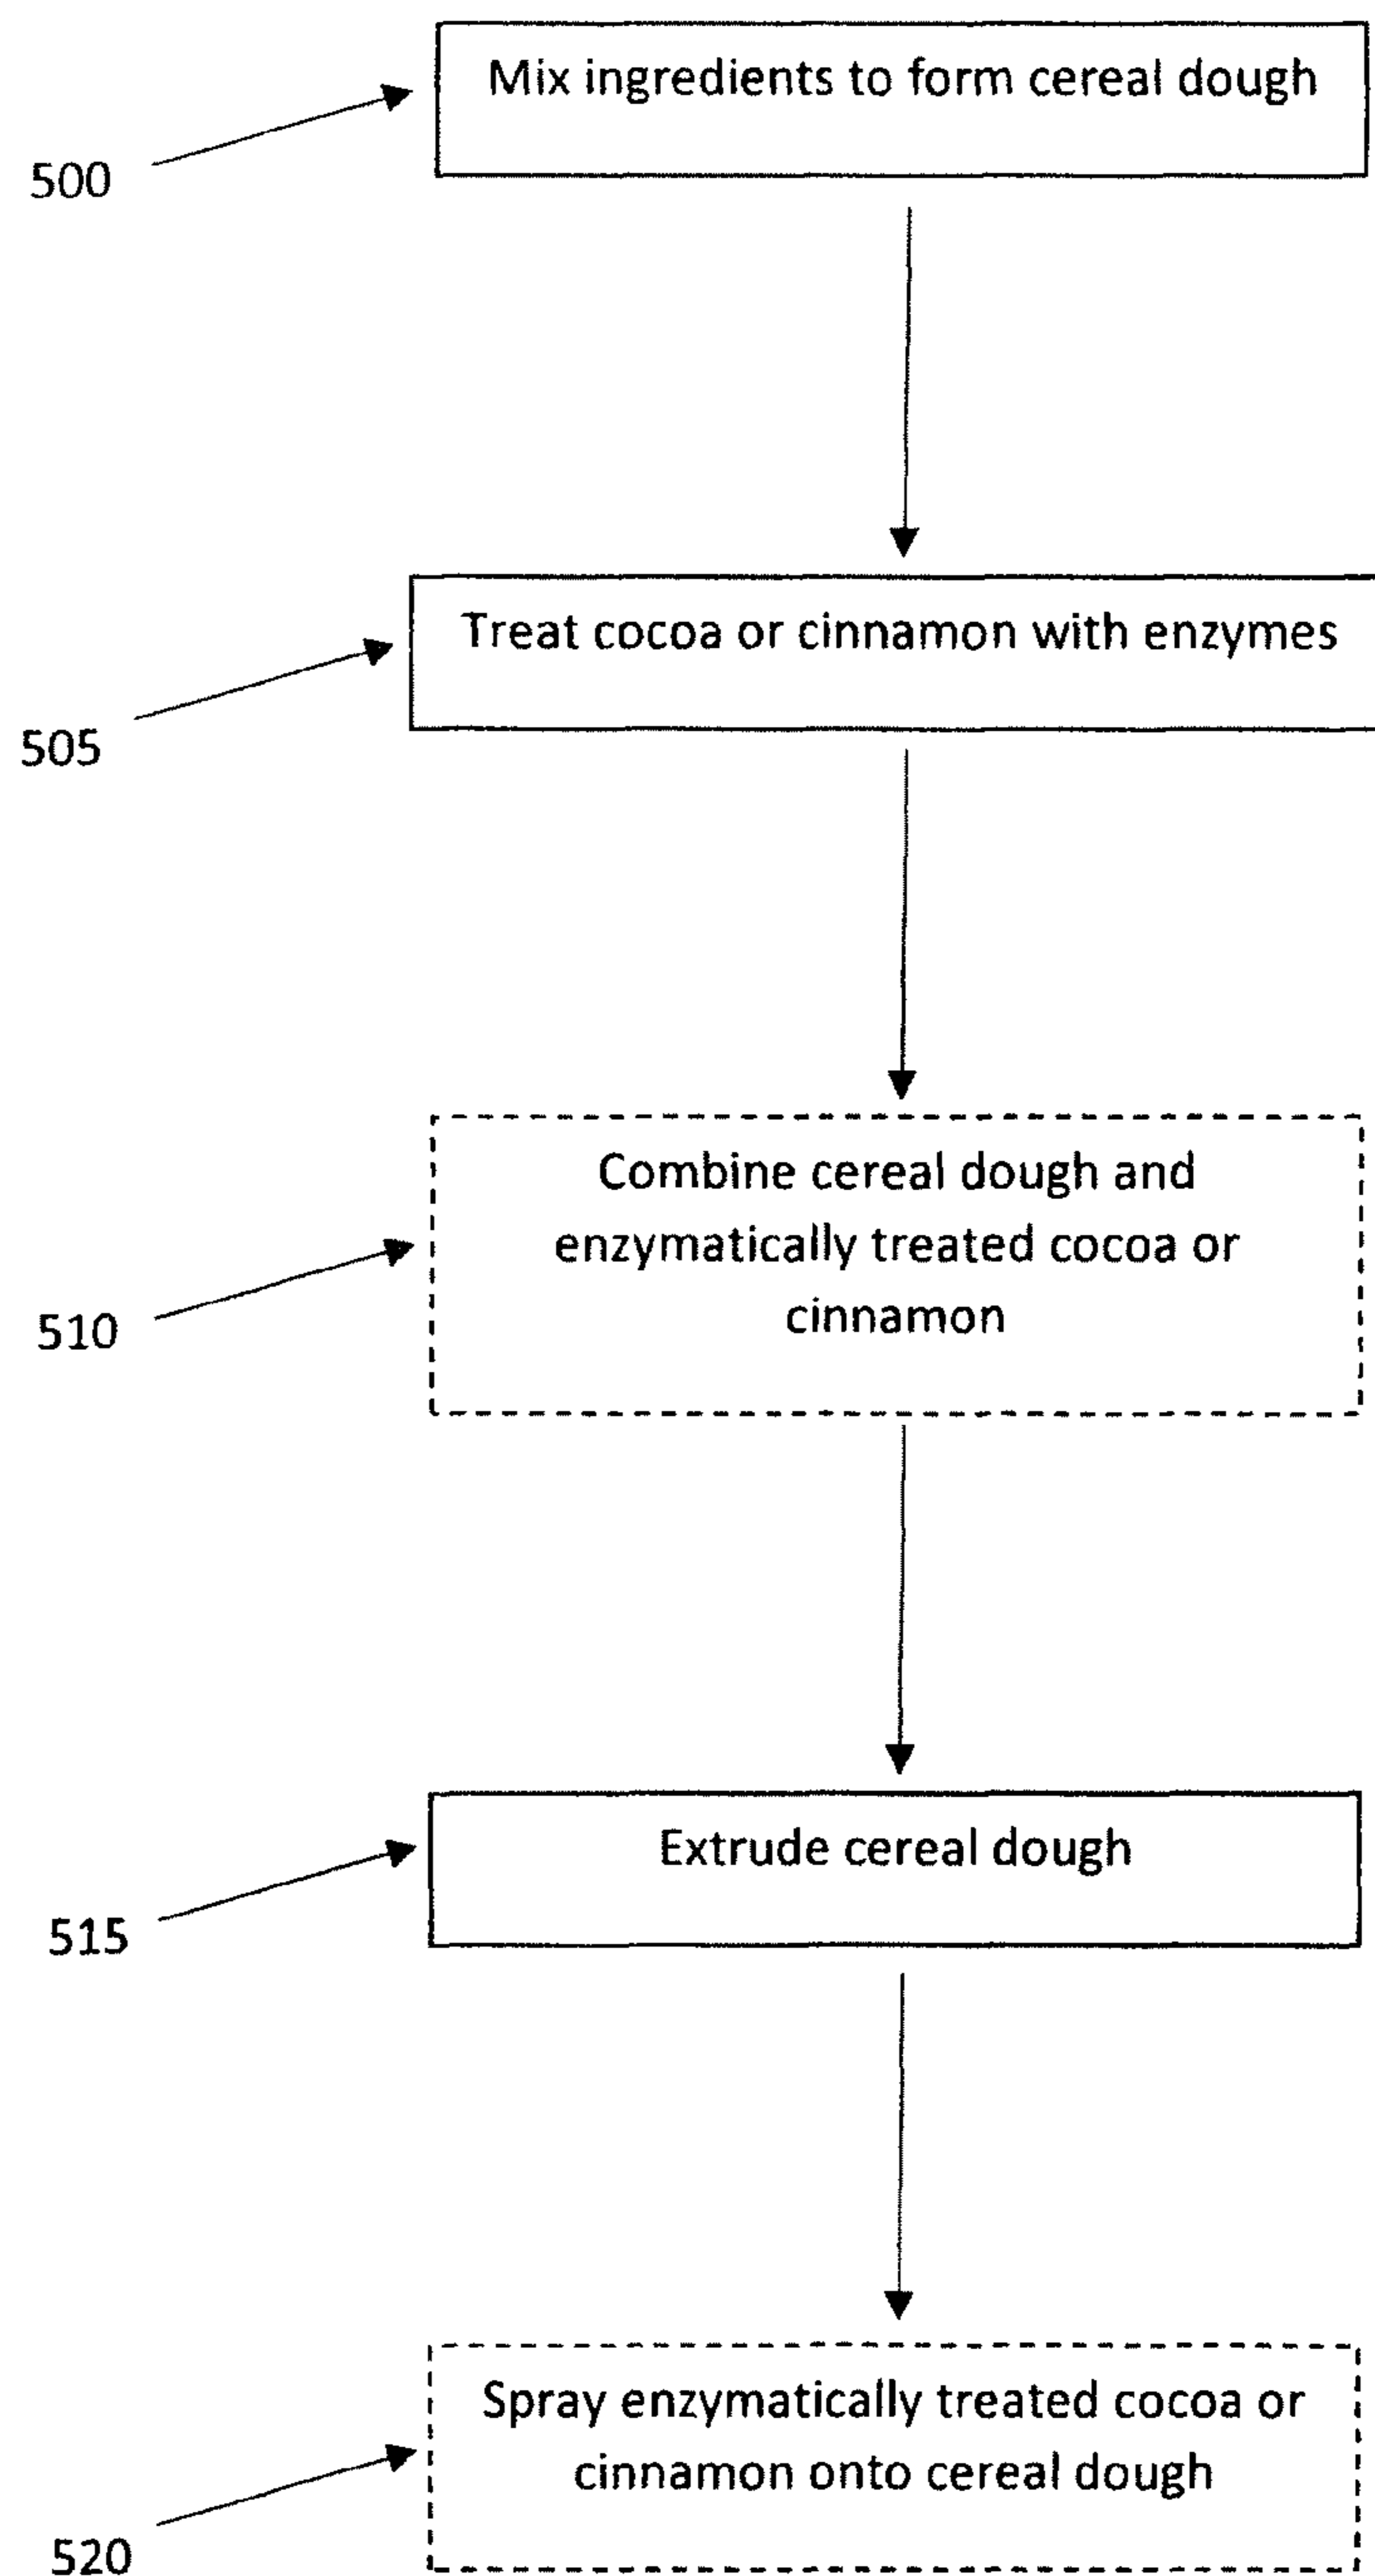 Mix ingredients to form cereal dough
500
Treat cocoa or cinnamon with enzymes
505
Combine cereal dough and
enzymatically treated cocoa or
cinnamon
510
Extrude cereal dough
515
Spray enzymatically treated cocoa or
cinnamon onto cereal dough
520